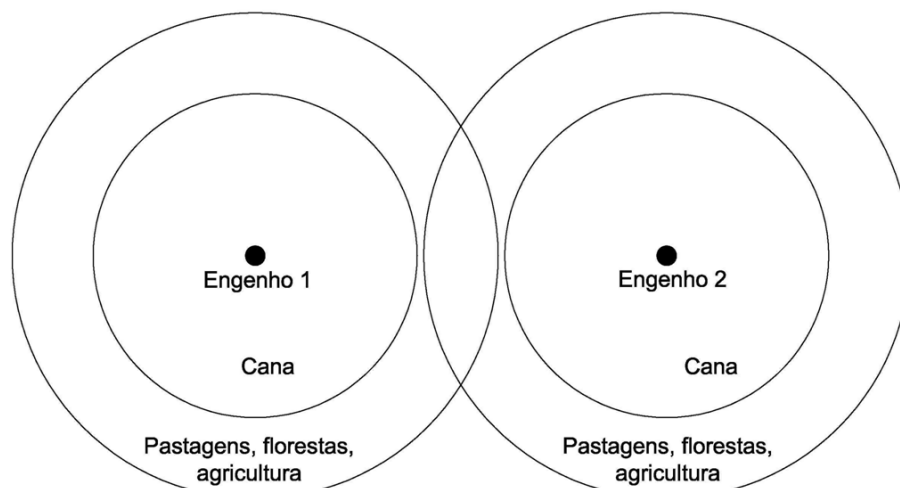 Engenho 1
Engenho 2
Cana
Cana
Pastagens, florestas,
agricultura
Pastagens, florestas,
agricultura